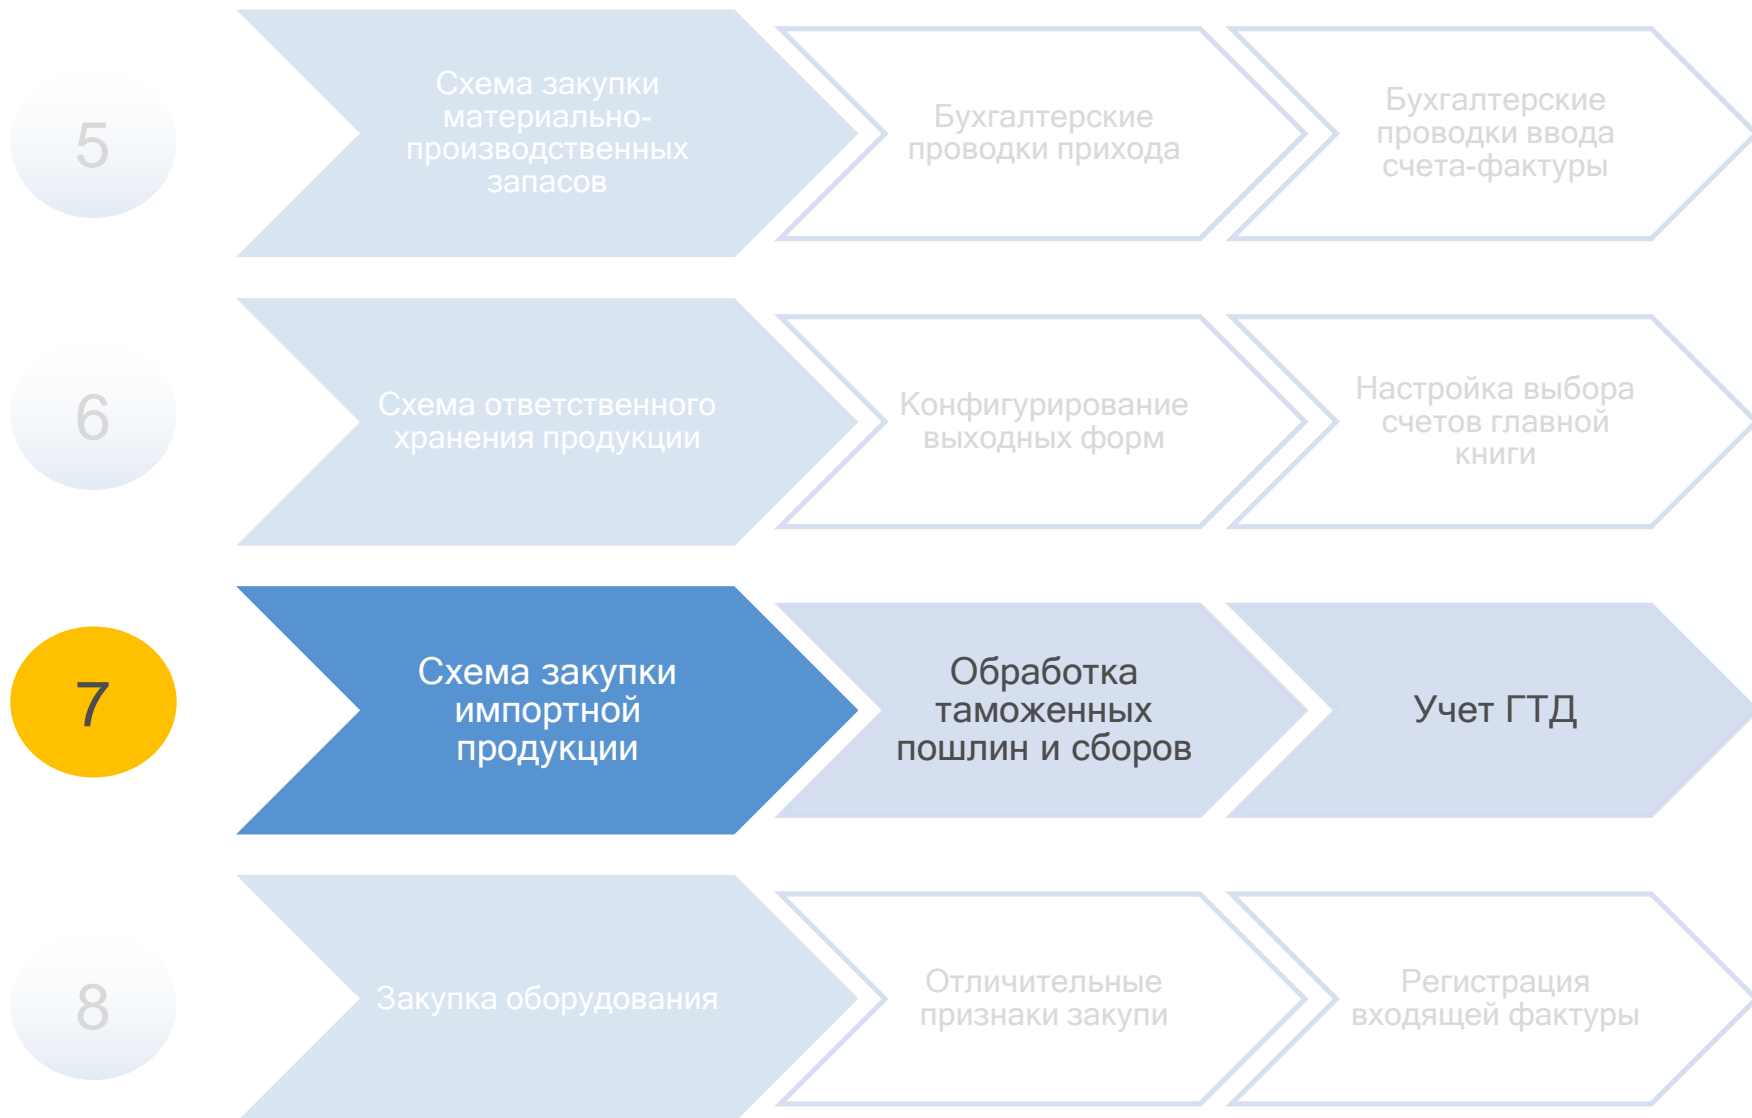 5
Схема закупки
материально-
производственных
запасов
Бухгалтерские
проводки прихода
Бухгалтерские
проводки ввода
счета-фактуры
6
Схема ответственного
хранения продукции
Конфигурирование
выходных форм
Настройка выбора
счетов главной
книги
7
Схема закупки
импортной
продукции
Обработка
таможенных
пошлин и сборов
Учет ГТД
8
Закупка оборудования
Отличительные
признаки закупи
Регистрация
входящей фактуры